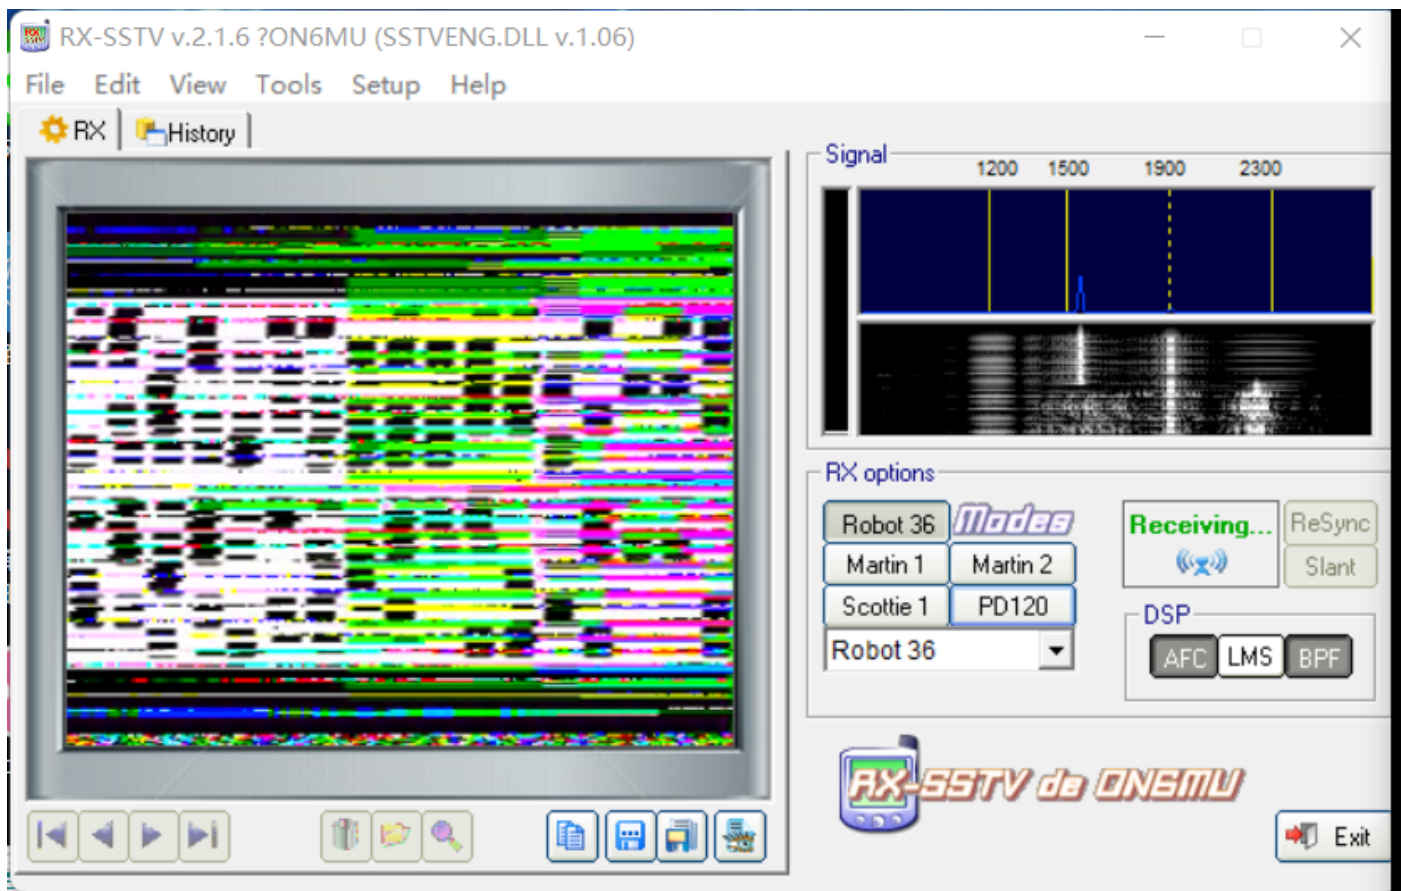 RX-SSTV v.2.1.6 ?ON6MU (SSTVENG.DLL v.1.06)
File Edit View Tools Setup Help
RX History
Signal
1200 1500 1900 2300
RX options
Robot 36 Modes
Martin 1 Martin 2
Scottie 1 PD120
Robot 36
Receiving...
ReSync
Slant
DSP
AFC LMS BPF
RX-SSTV de ON6MU
Exit